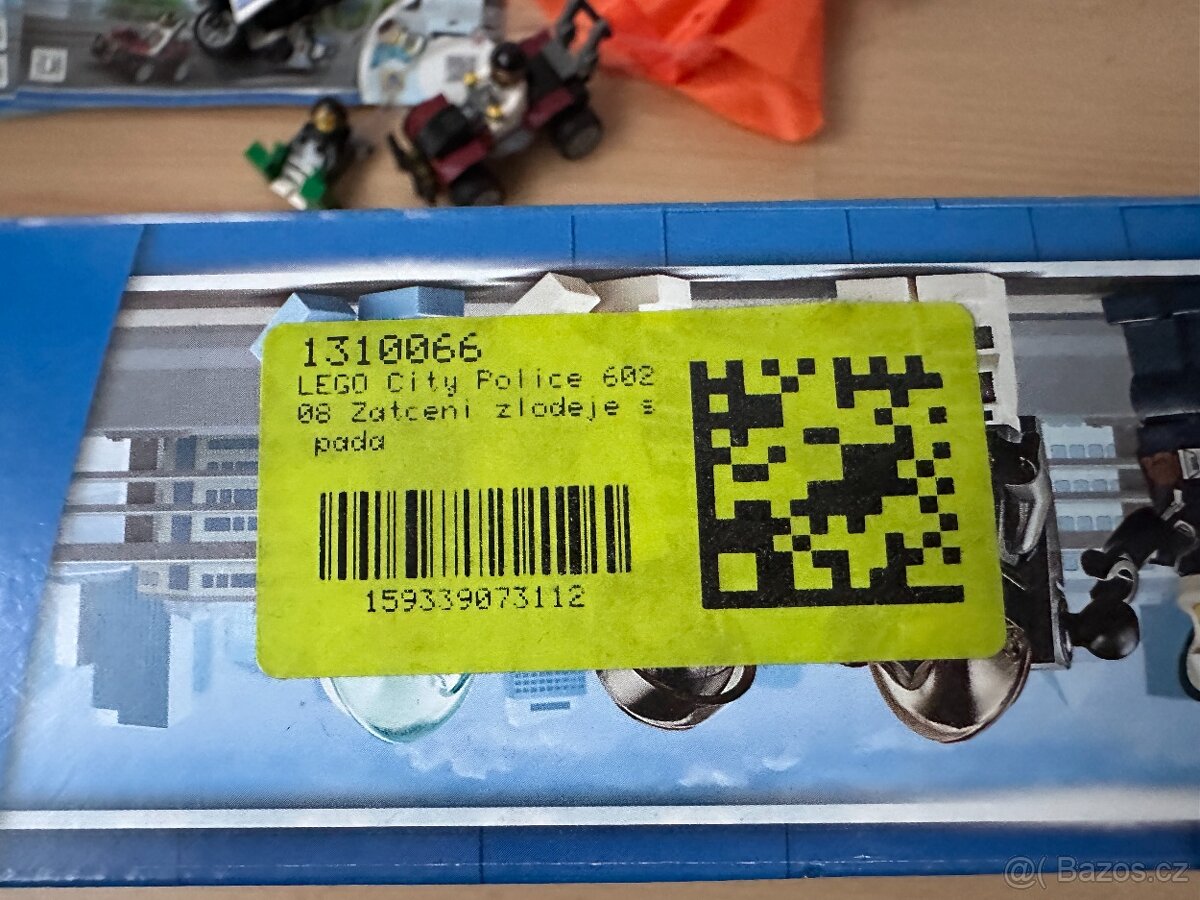 1310066
LEGO City Police 602
08 Zatceni zlodeje s
pada
159339073112
@( Bazos.cz